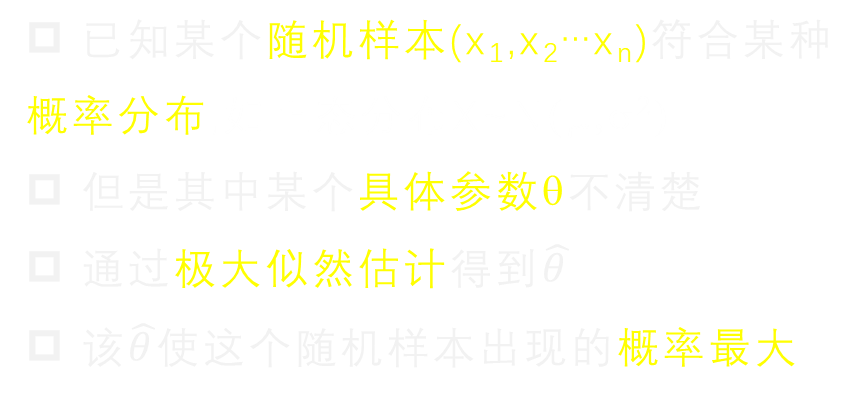 已知某个随机样本(x₁,x₂…xₙ)符合某种
概率分布
但是其中某个具体参数θ不清楚
通过极大似然估计得到θ̂
该θ̂使这个随机样本出现的概率最大